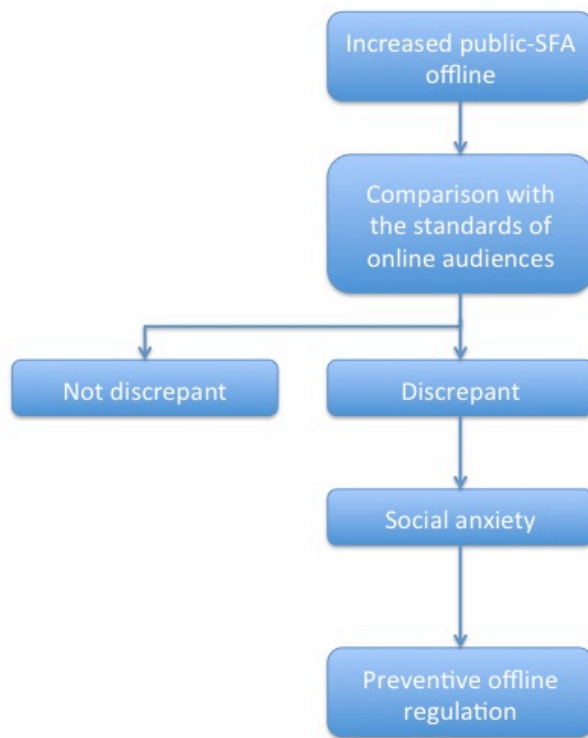 Increased public-SFA
offline
Comparison with
the standards of
online audiences
Not discrepant
Discrepant
Social anxiety
Preventive offline
regulation